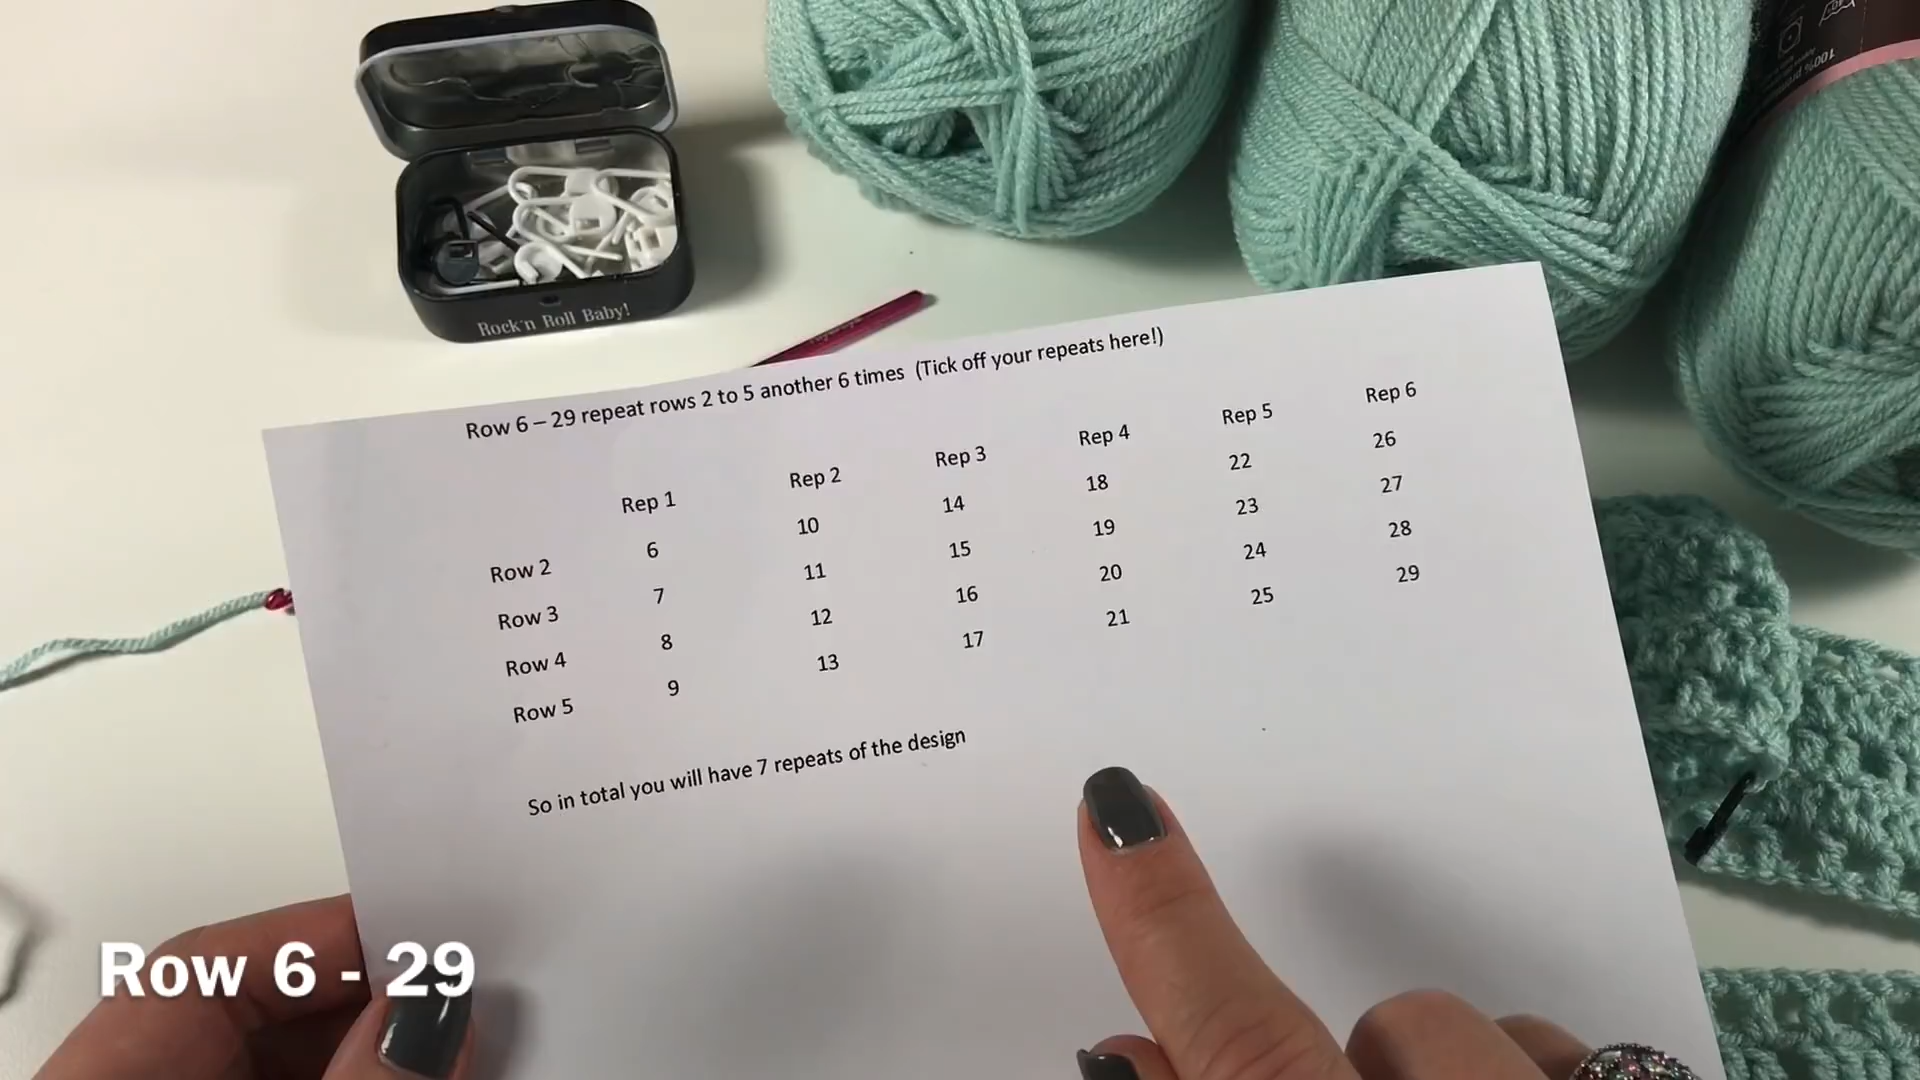 100%
Rock'n Roll Baby!
Row 6 – 29 repeat rows 2 to 5 another 6 times (Tick off your repeats here!)
Rep 1 Rep 2 Rep 3 Rep 4 Rep 5 Rep 6
Row 2 6 10 14 18 22 26
Row 3 7 11 15 19 23 27
Row 4 8 12 16 20 24 28
Row 5 9 13 17 21 25 29
So in total you will have 7 repeats of the design
Row 6 - 29